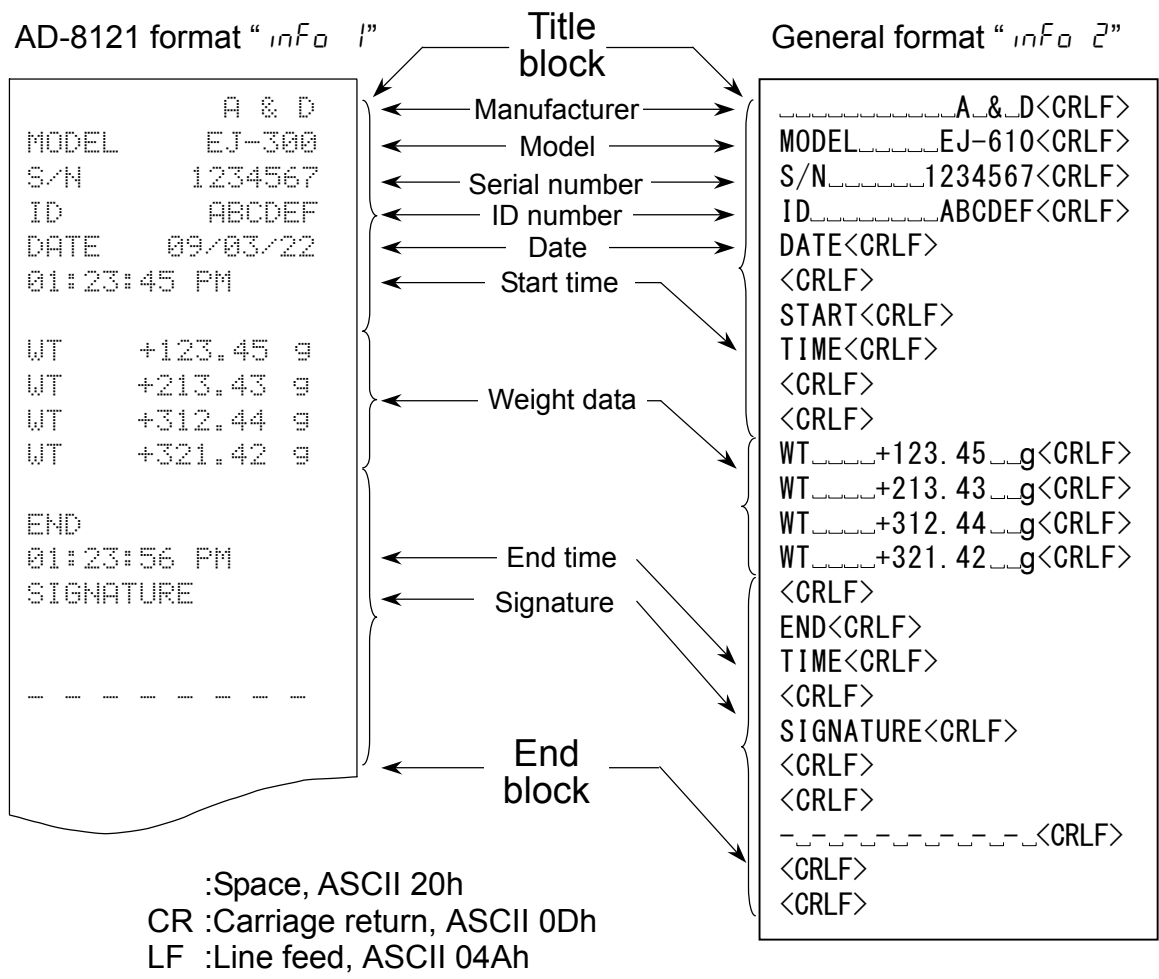 AD-8121 format “ info 1”
A & D
MODEL EJ-300
S/N 1234567
ID ABCDEF
DATE 09/03/22
01:23:45 PM
WT +123.45 g
WT +213.43 g
WT +312.44 g
WT +321.42 g
END
01:23:56 PM
SIGNATURE
_ _ _ _ _ _ _ _
Title
block
Manufacturer
Model
Serial number
ID number
Date
Start time
Weight data
End time
Signature
End
block
General format “ info 2”
␣␣␣␣␣␣␣␣␣␣␣A␣&␣D<CRLF>
MODEL␣␣␣␣␣EJ-610<CRLF>
S/N␣␣␣␣␣␣1234567<CRLF>
ID␣␣␣␣␣␣␣␣ABCDEF<CRLF>
DATE<CRLF>
<CRLF>
START<CRLF>
TIME<CRLF>
<CRLF>
<CRLF>
WT␣␣␣␣+123.45␣␣g<CRLF>
WT␣␣␣␣+213.43␣␣g<CRLF>
WT␣␣␣␣+312.44␣␣g<CRLF>
WT␣␣␣␣+321.42␣␣g<CRLF>
<CRLF>
END<CRLF>
TIME<CRLF>
<CRLF>
SIGNATURE<CRLF>
<CRLF>
<CRLF>
-␣-␣-␣-␣-␣-␣-␣-␣<CRLF>
<CRLF>
<CRLF>
:Space, ASCII 20h
CR :Carriage return, ASCII 0Dh
LF :Line feed, ASCII 04Ah